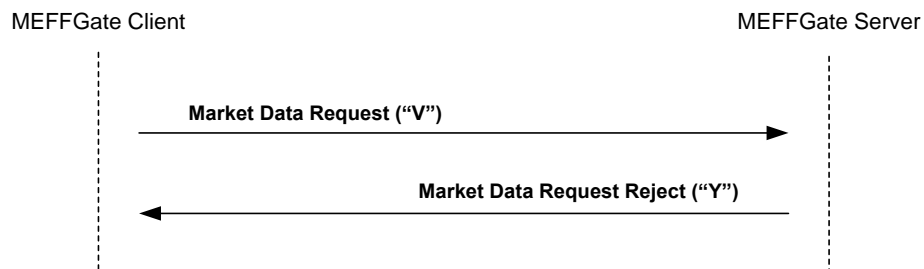 MEFFGate Client
MEFFGate Server
Market Data Request (“V”)
Market Data Request Reject (“Y”)